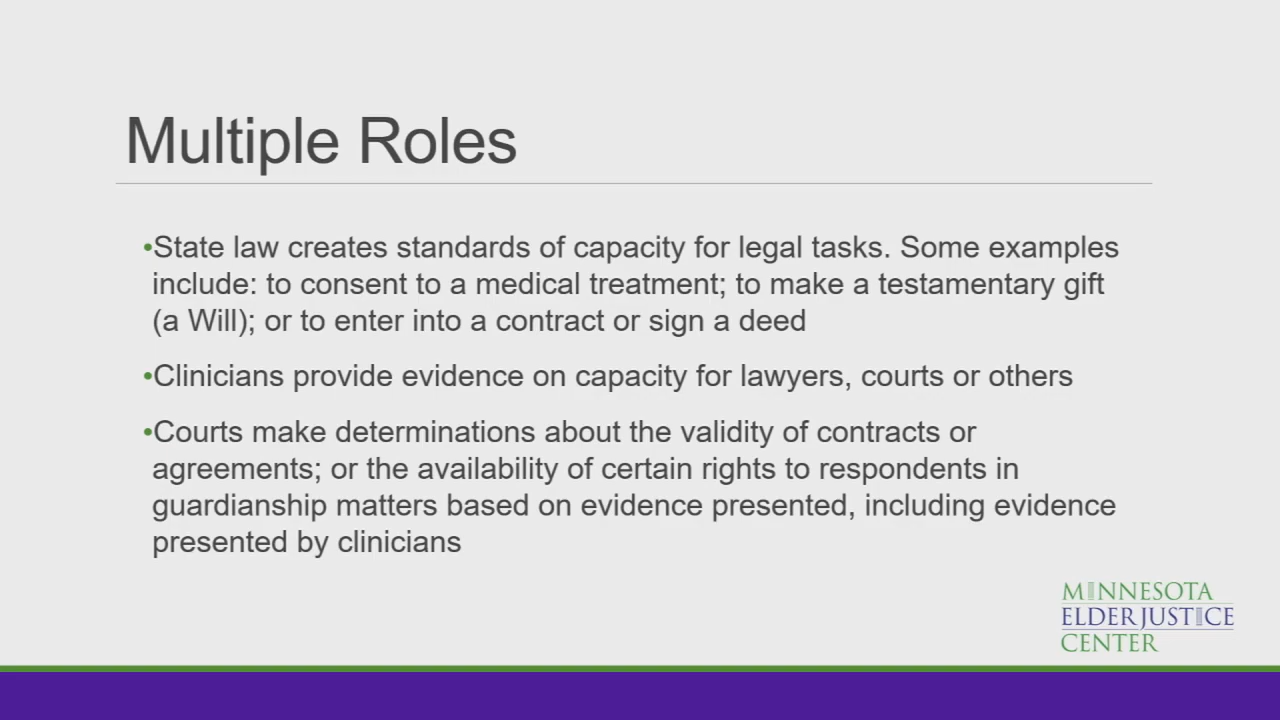 Multiple Roles
•State law creates standards of capacity for legal tasks. Some examples
include: to consent to a medical treatment; to make a testamentary gift
(a Will); or to enter into a contract or sign a deed
•Clinicians provide evidence on capacity for lawyers, courts or others
•Courts make determinations about the validity of contracts or
agreements; or the availability of certain rights to respondents in
guardianship matters based on evidence presented, including evidence
presented by clinicians
MINNESOTA
ELDER JUSTICE
CENTER